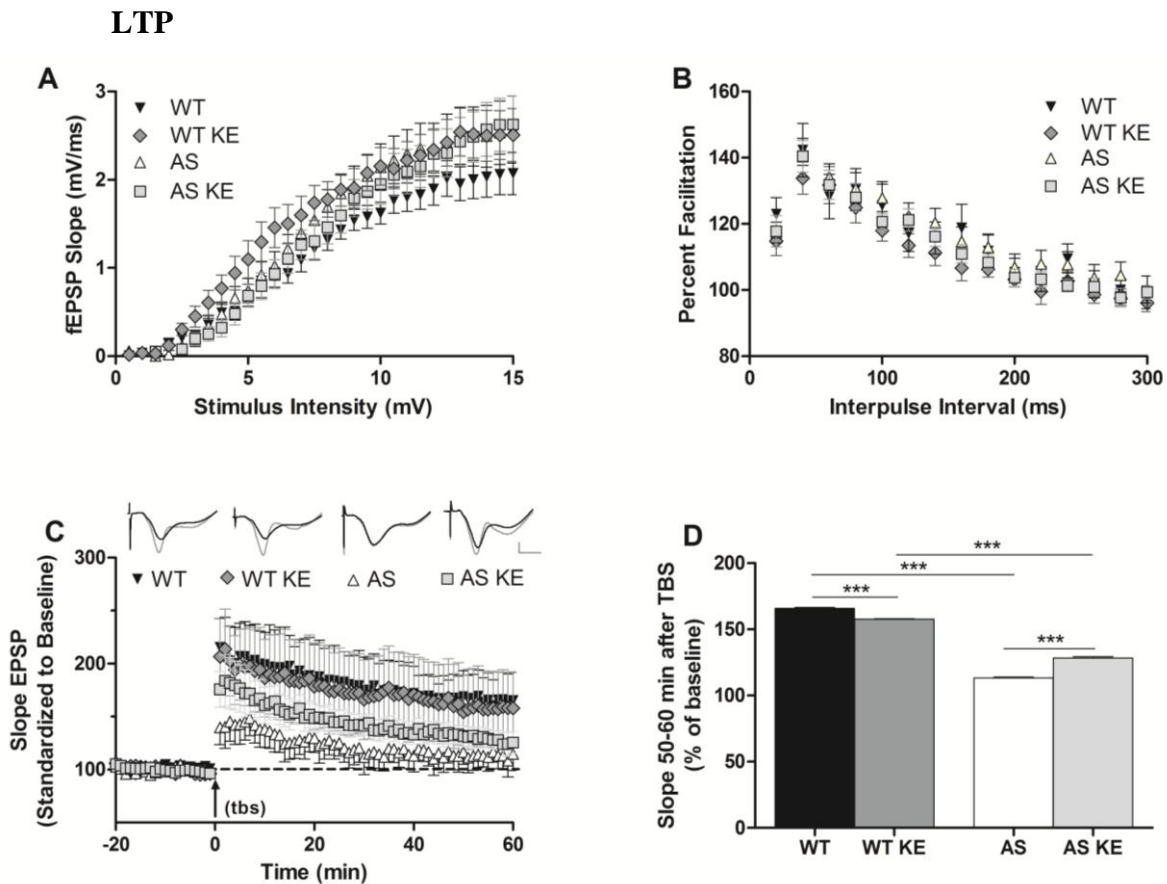 LTP
A
WT
WT KE
AS
AS KE
fEPSP Slope (mV/ms)
3
2
1
0
0 5 10 15
Stimulus Intensity (mV)
B
WT
WT KE
AS
AS KE
Percent Facilitation
160
140
120
100
80
0 100 200 300
Interpulse Interval (ms)
C
WT WT KE AS AS KE
Slope EPSP
(Standardized to Baseline)
300
200
100
(tbs)
-20 0 20 40 60
Time (min)
D
Slope 50-60 min after TBS
(% of baseline)
200
150
100
50
0
***
***
***
***
WT WT KE AS AS KE